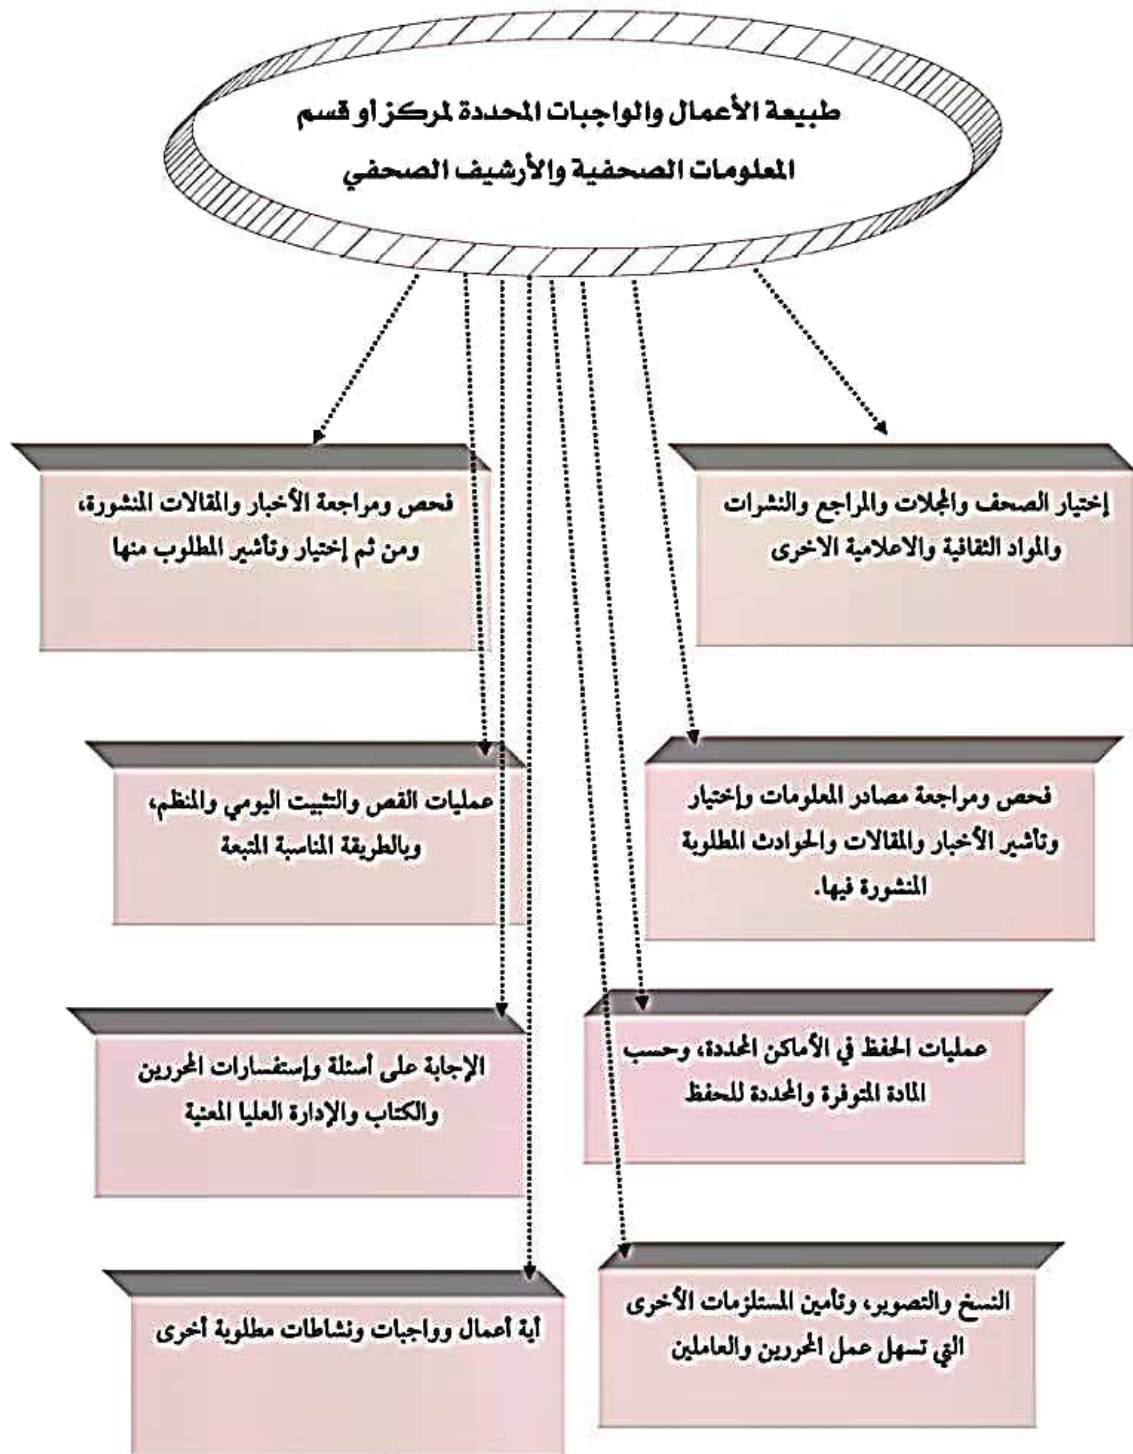 طبيعة الأعمال والواجبات المحددة لمركز أو قسم
المعلومات الصحفية والأرشيف الصحفي
إختيار الصحف والمجلات والمراجع والنشرات
والمواد الثقافية والاعلامية الاخرى
فحص ومراجعة الأخبار والمقالات المنشورة،
ومن ثم إختيار وتأشير المطلوب منها
فحص ومراجعة مصادر المعلومات وإختيار
وتأشير الأخبار والمقالات والحوادث المطلوبة
المنشورة فيها.
عمليات القص والتثبيت اليومي والمنظم،
وبالطريقة المناسبة المتبعة
عمليات الحفظ في الأماكن المحددة، وحسب
المادة المتوفرة والمحددة للحفظ
الإجابة على أسئلة وإستفسارات المحررين
والكتاب والإدارة العليا المعنية
النسخ والتصوير، وتأمين المستلزمات الأخرى
التي تسهل عمل المحررين والعاملين
أية أعمال وواجبات ونشاطات مطلوبة أخرى